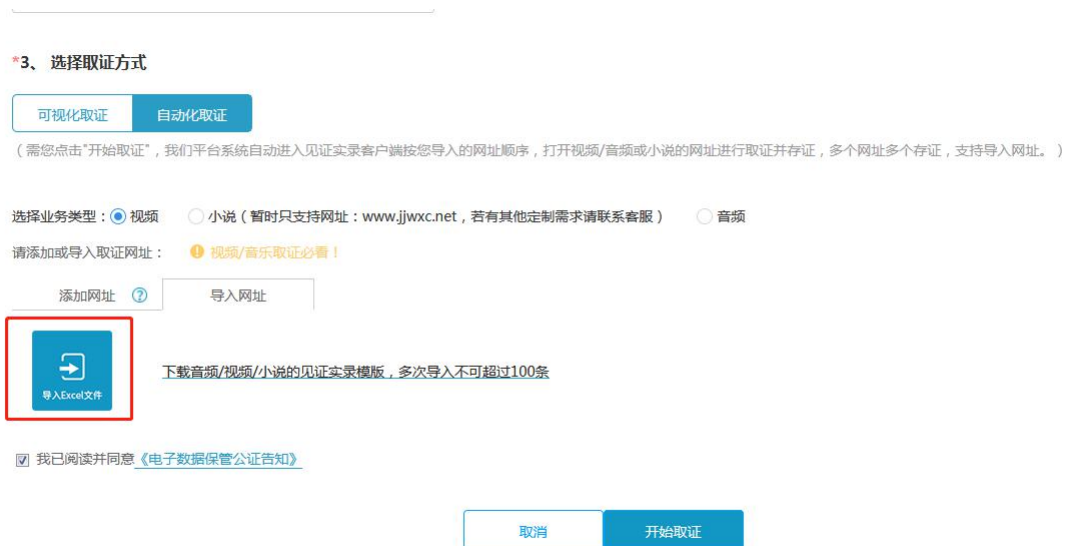 *3、 选择取证方式
可视化取证 自动化取证
（需您点击"开始取证"，我们平台系统自动进入见证实录客户端按您导入的网址顺序，打开视频/音频或小说的网址进行取证并存证，多个网址多个存证，支持导入网址。）
选择业务类型： 视频 小说（暂时只支持网址：www.jjwxc.net，若有其他定制需求请联系客服） 音频
请添加或导入取证网址： ! 视频/音乐取证必看！
添加网址 ? 导入网址
导入Excel文件
下载音频/视频/小说的见证实录模版，多次导入不可超过100条
我已阅读并同意《电子数据保管公证告知》
取消 开始取证